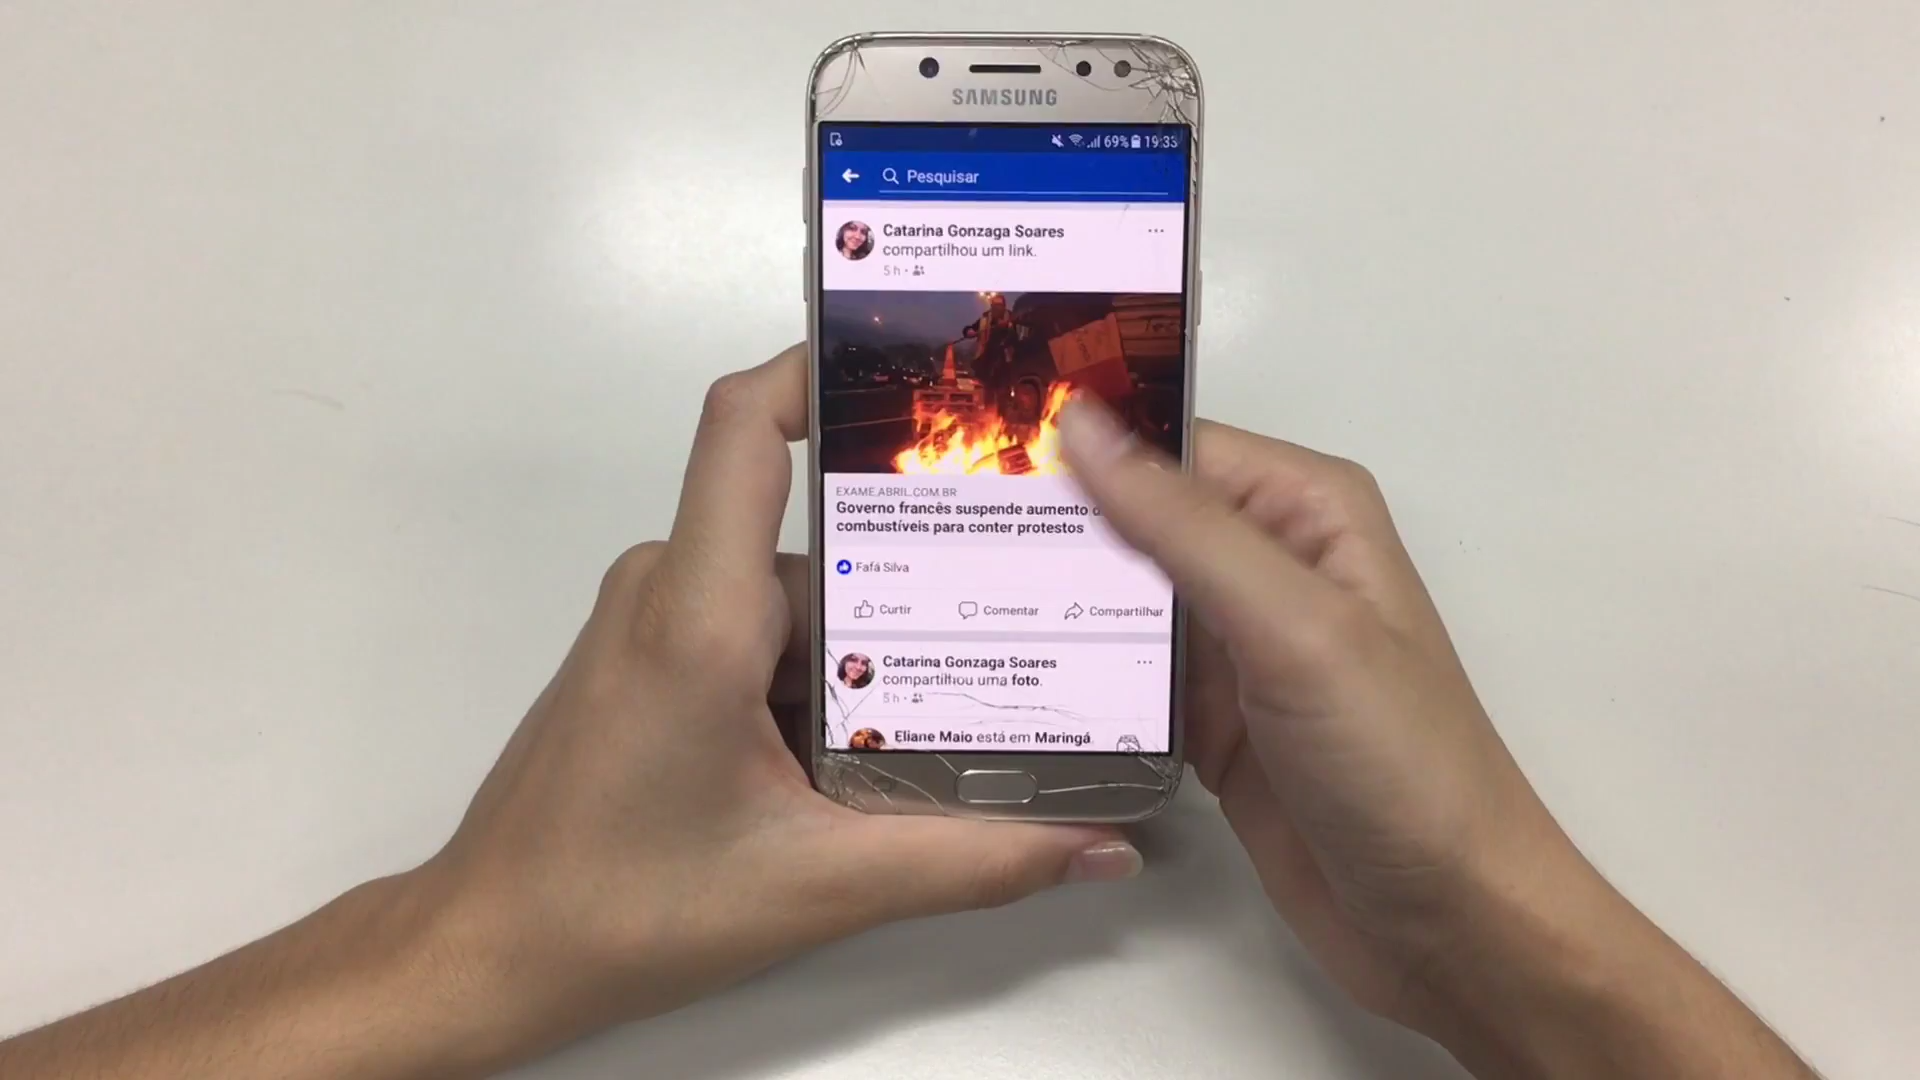 SAMSUNG
69% 19:33
Pesquisar
Catarina Gonzaga Soares
compartilhou um link.
5 h
EXAME.ABRIL.COM.BR
Governo francês suspende aumento
combustíveis para conter protestos
Fafá Silva
Curtir Comentar Compartilhar
Catarina Gonzaga Soares
compartilhou uma foto.
5 h
Eliane Maio está em Maringá.